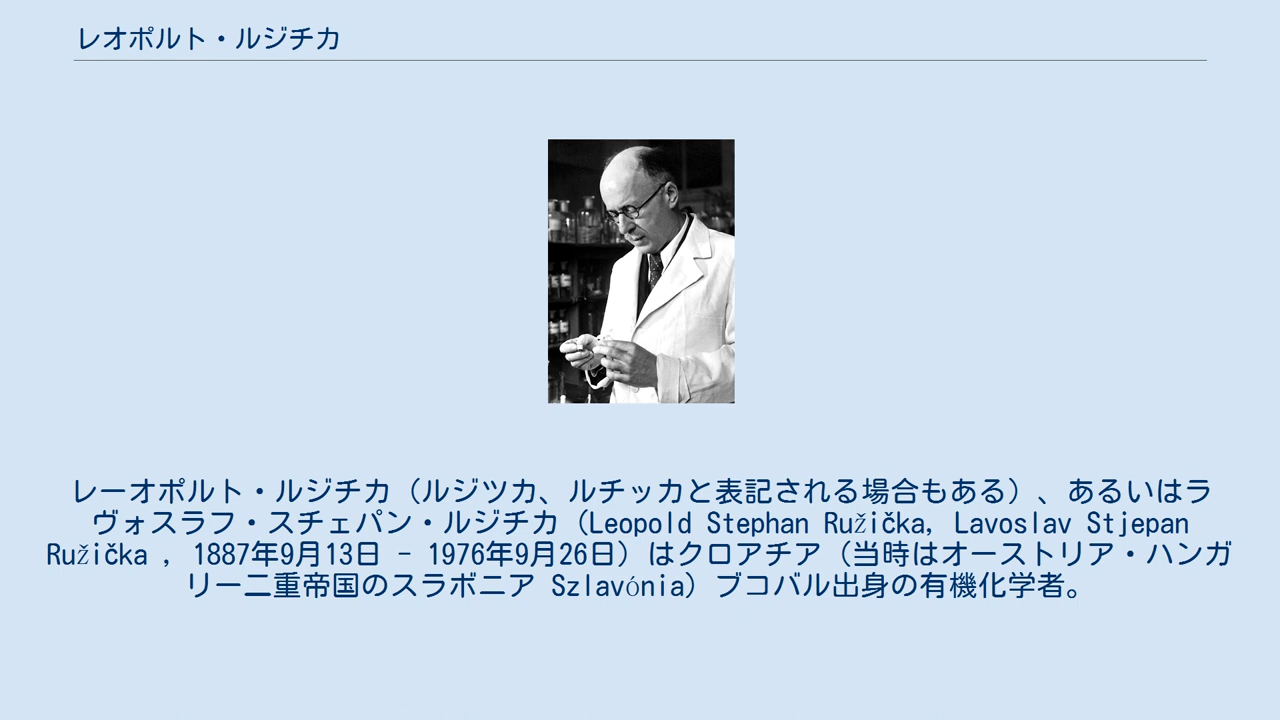 レオポルト・ルジチカ
レーオポルト・ルジチカ（ルジツカ、ルチッカと表記される場合もある）、あるいはラ
ヴォスラフ・スチェパン・ルジチカ（Leopold Stephan Ružička, Lavoslav Stjepan
Ružička , 1887年9月13日 - 1976年9月26日）はクロアチア（当時はオーストリア・ハンガ
リー二重帝国のスラボニア Szlavónia）ブコバル出身の有機化学者。